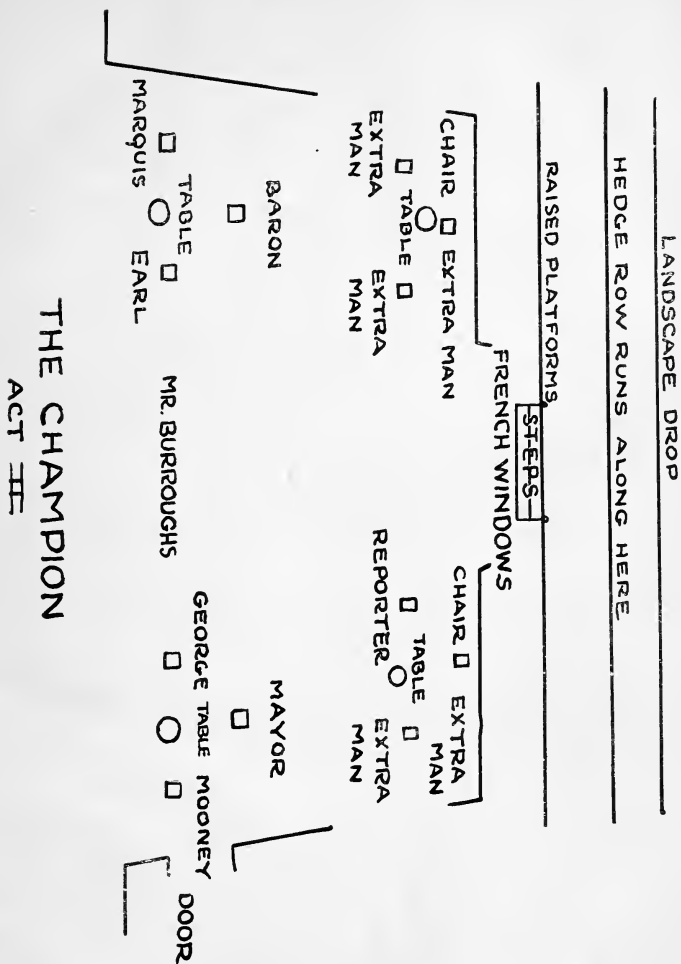 LANDSCAPE DROP
HEDGE ROW RUNS ALONG HERE
RAISED PLATFORMS
STEPS
FRENCH WINDOWS
CHAIR
EXTRA MAN
TABLE
EXTRA
MAN
EXTRA
MAN
CHAIR
EXTRA
MAN
TABLE
REPORTER
EXTRA
MAN
BARON
MAYOR
TABLE
MARQUIS
EARL
MR. BURROUGHS
GEORGE
TABLE
MOONEY
DOOR
THE CHAMPION
ACT II